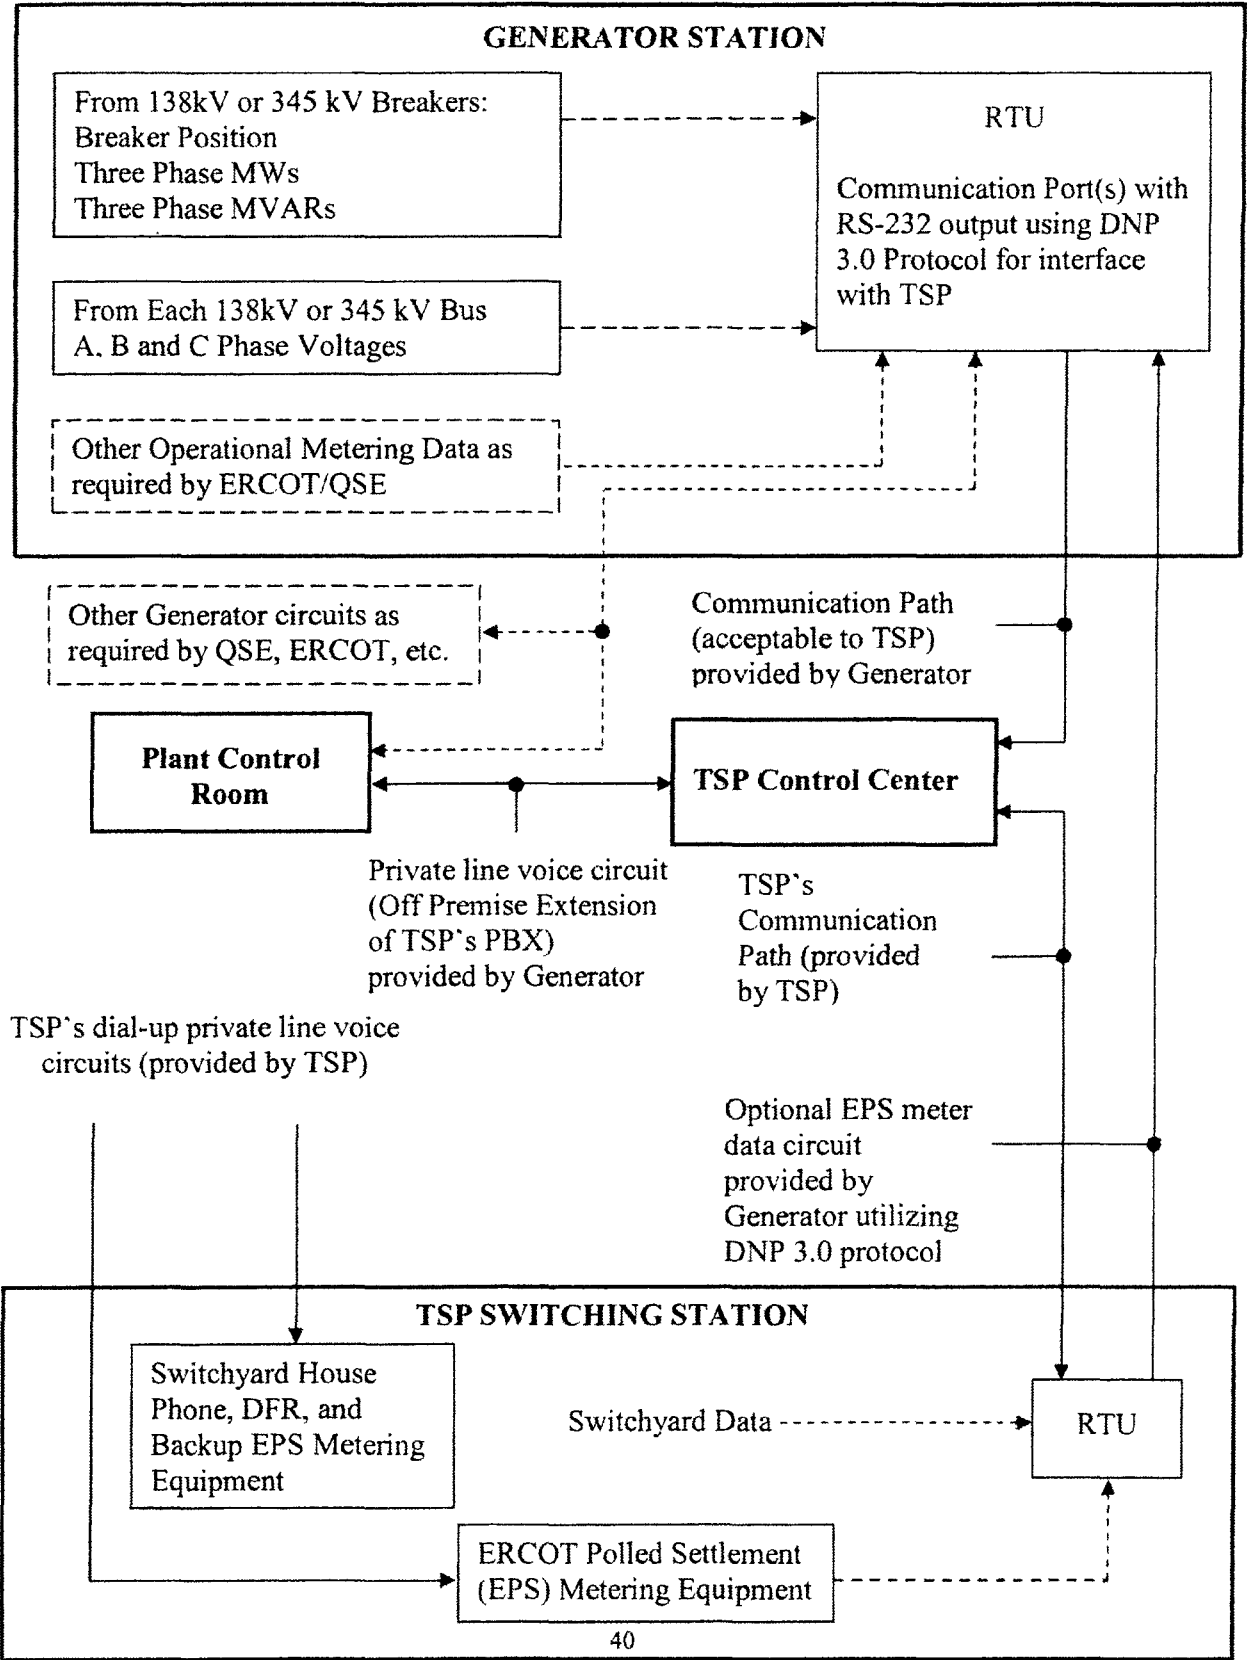 GENERATOR STATION
From 138kV or 345 kV Breakers:
Breaker Position
Three Phase MWs
Three Phase MVARs
RTU
Communication Port(s) with
RS-232 output using DNP
3.0 Protocol for interface
with TSP
From Each 138kV or 345 kV Bus
A, B and C Phase Voltages
Other Operational Metering Data as
required by ERCOT/QSE
Other Generator circuits as
required by QSE, ERCOT, etc.
Communication Path
(acceptable to TSP)
provided by Generator
Plant Control
Room
TSP Control Center
Private line voice circuit
(Off Premise Extension
of TSP's PBX)
provided by Generator
TSP's
Communication
Path (provided
by TSP)
TSP's dial-up private line voice
circuits (provided by TSP)
Optional EPS meter
data circuit
provided by
Generator utilizing
DNP 3.0 protocol
TSP SWITCHING STATION
Switchyard House
Phone, DFR, and
Backup EPS Metering
Equipment
Switchyard Data
RTU
ERCOT Polled Settlement
(EPS) Metering Equipment
40